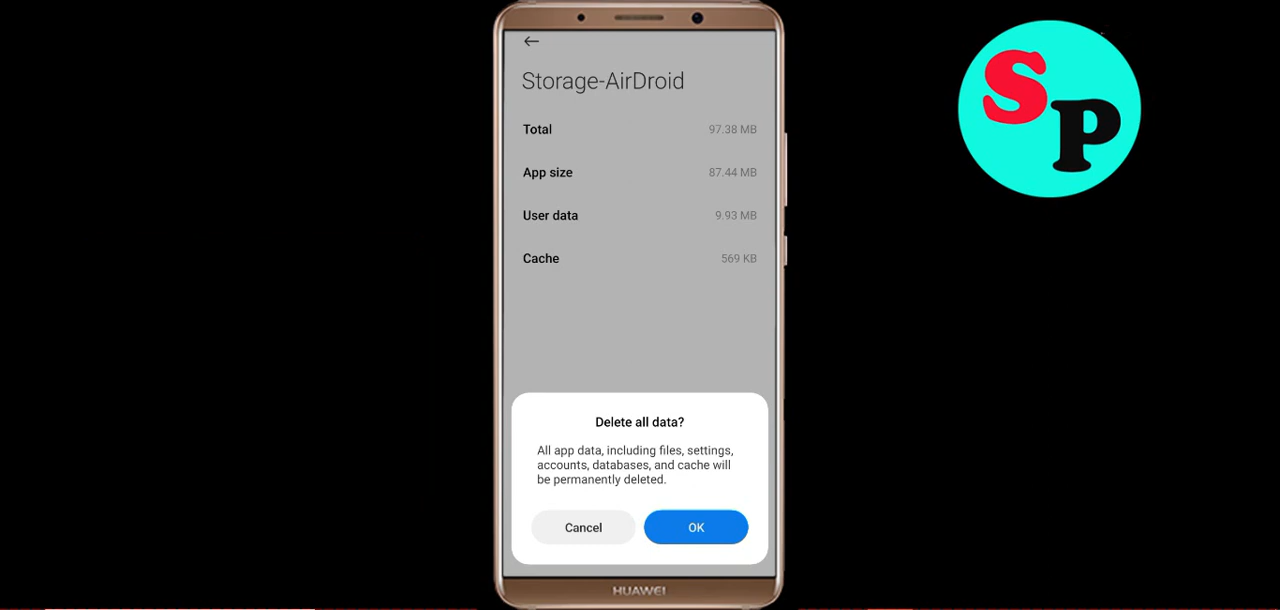 Storage-AirDroid
Total 97.38 MB
App size 87.44 MB
User data 9.93 MB
Cache 569 KB
Delete all data?
All app data, including files, settings,
accounts, databases, and cache will
be permanently deleted.
Cancel OK
HUAWEI
SP